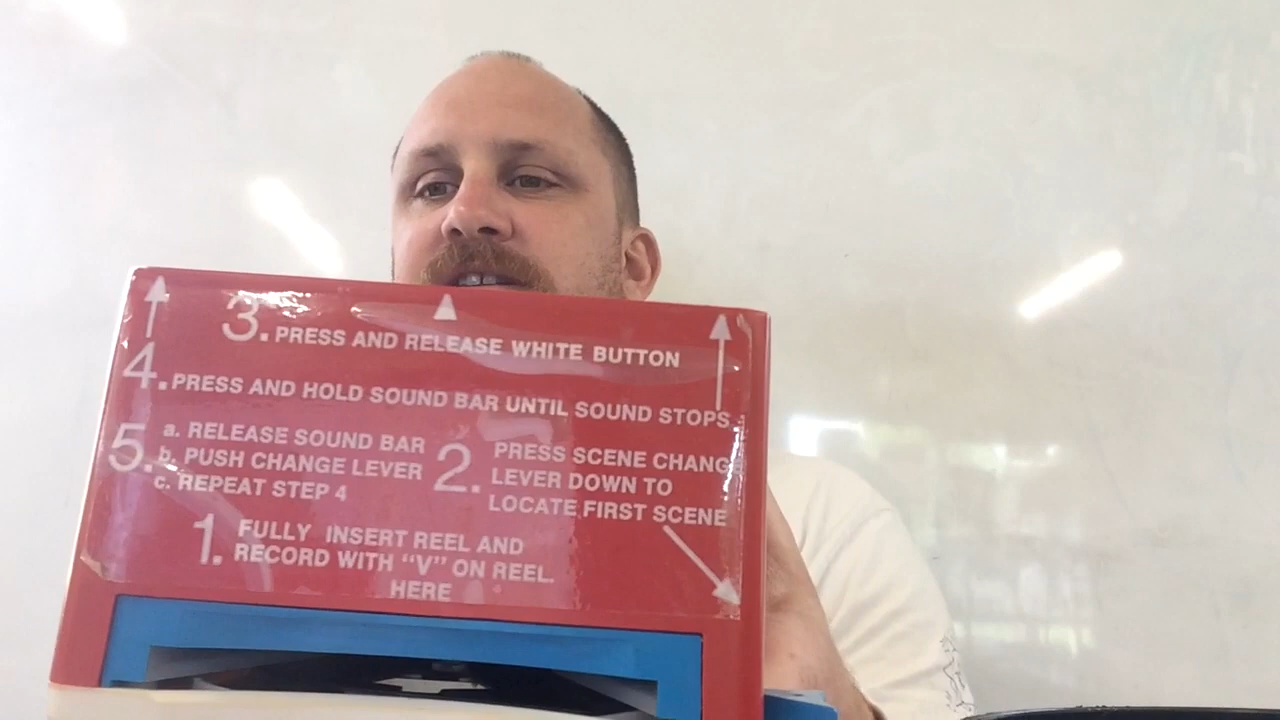 3. PRESS AND RELEASE WHITE BUTTON
4. PRESS AND HOLD SOUND BAR UNTIL SOUND STOPS
5. a. RELEASE SOUND BAR
b. PUSH CHANGE LEVER
c. REPEAT STEP 4
2. PRESS SCENE CHANG
LEVER DOWN TO
LOCATE FIRST SCENE
1. FULLY INSERT REEL AND
RECORD WITH "V" ON REEL.
HERE